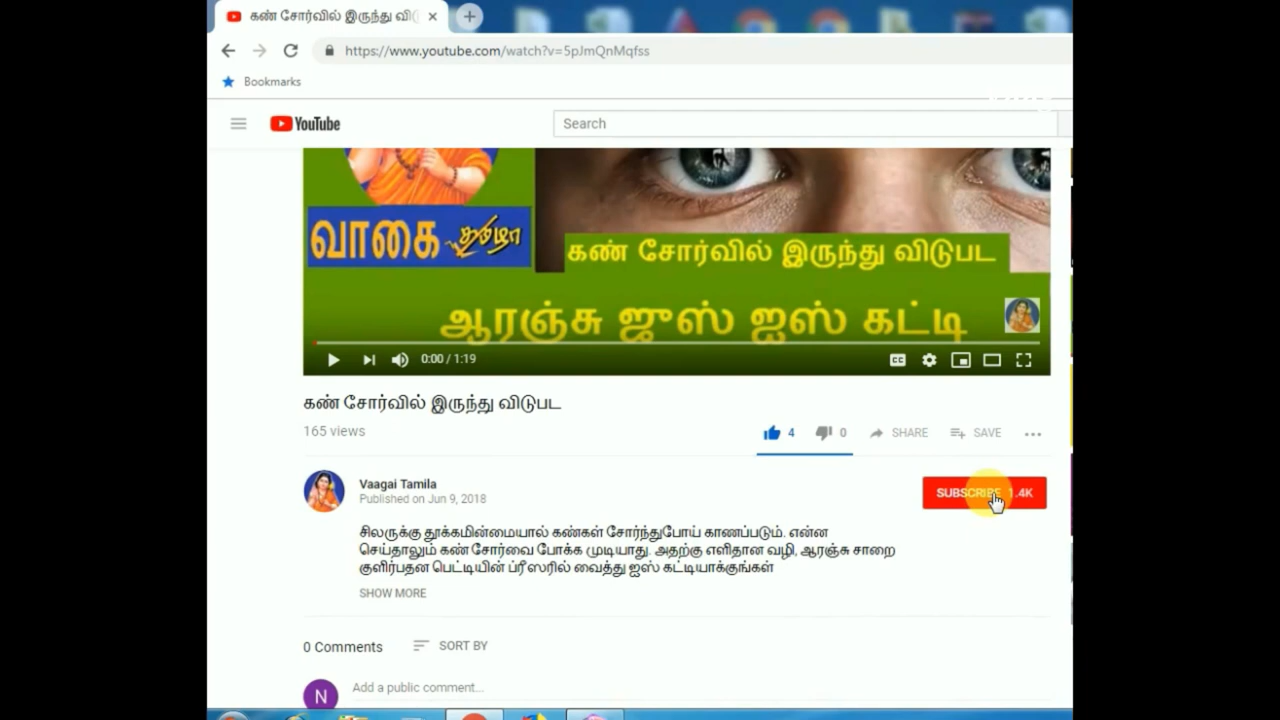 கண் சோர்வில் இருந்து விடு
https://www.youtube.com/watch?v=5pJmQnMqfss
Bookmarks
YouTube
Search
வாகை தமிழா
கண் சோர்வில் இருந்து விடுபட
ஆரஞ்சு ஜுஸ் ஐஸ் கட்டி
0:00 / 1:19
CC
கண் சோர்வில் இருந்து விடுபட
165 views
4
0
SHARE
SAVE
Vaagai Tamila
SUBSCRIBE 1.4K
Published on Jun 9, 2018
சிலருக்கு தூக்கமின்மையால் கண்கள் சோர்ந்துபோய் காணப்படும். என்ன
செய்தாலும் கண் சோர்வை போக்க முடியாது. அதற்கு எளிதான வழி, ஆரஞ்சு சாறை
குளிர்பதன பெட்டியின் ப்ரீஸரில் வைத்து ஐஸ் கட்டியாக்குங்கள்
SHOW MORE
0 Comments
SORT BY
N
Add a public comment...